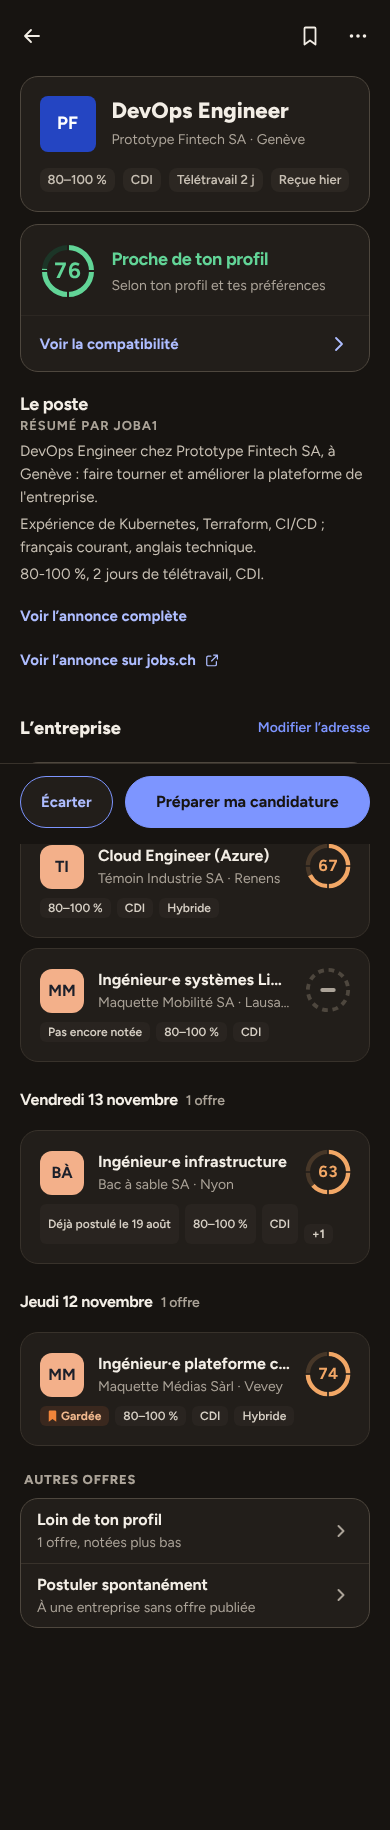 PF
DevOps Engineer
Prototype Fintech SA · Genève
80–100 %
CDI
Télétravail 2 j
Reçue hier
76
Proche de ton profil
Selon ton profil et tes préférences
Voir la compatibilité
Le poste
RÉSUMÉ PAR JOBA1
DevOps Engineer chez Prototype Fintech SA, à
Genève : faire tourner et améliorer la plateforme de
l'entreprise.
Expérience de Kubernetes, Terraform, CI/CD ;
français courant, anglais technique.
80-100 %, 2 jours de télétravail, CDI.
Voir l’annonce complète
Voir l’annonce sur jobs.ch
L’entreprise
Modifier l’adresse
Écarter
Préparer ma candidature
TI
Cloud Engineer (Azure)
Témoin Industrie SA · Renens
67
80–100 %
CDI
Hybride
MM
Ingénieur·e systèmes Li...
Maquette Mobilité SA · Lausa...
Pas encore notée
80–100 %
CDI
Vendredi 13 novembre 1 offre
BÀ
Ingénieur·e infrastructure
Bac à sable SA · Nyon
63
Déjà postulé le 19 août
80–100 %
CDI
+1
Jeudi 12 novembre 1 offre
MM
Ingénieur·e plateforme c...
Maquette Médias Sàrl · Vevey
74
Gardée
80–100 %
CDI
Hybride
AUTRES OFFRES
Loin de ton profil
1 offre, notées plus bas
Postuler spontanément
À une entreprise sans offre publiée